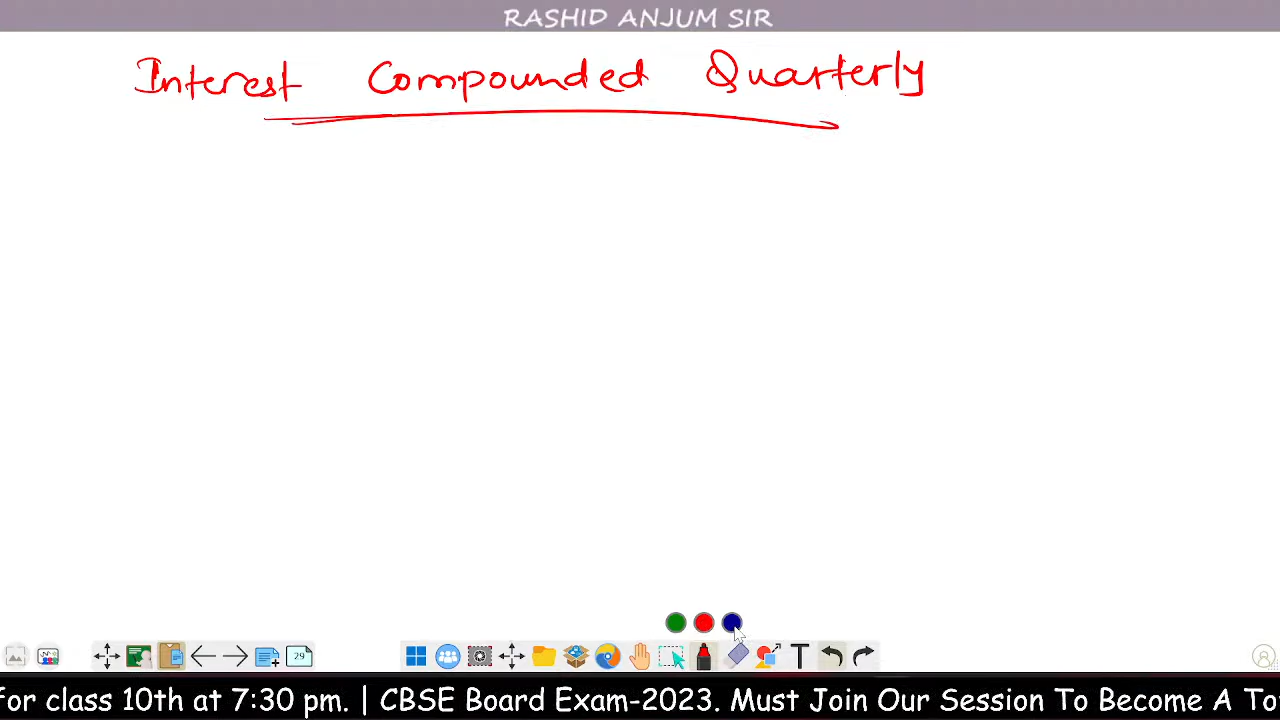 RASHID ANJUM SIR
Interest Compounded Quarterly
29
for class 10th at 7:30 pm. | CBSE Board Exam-2023. Must Join Our Session To Become A To